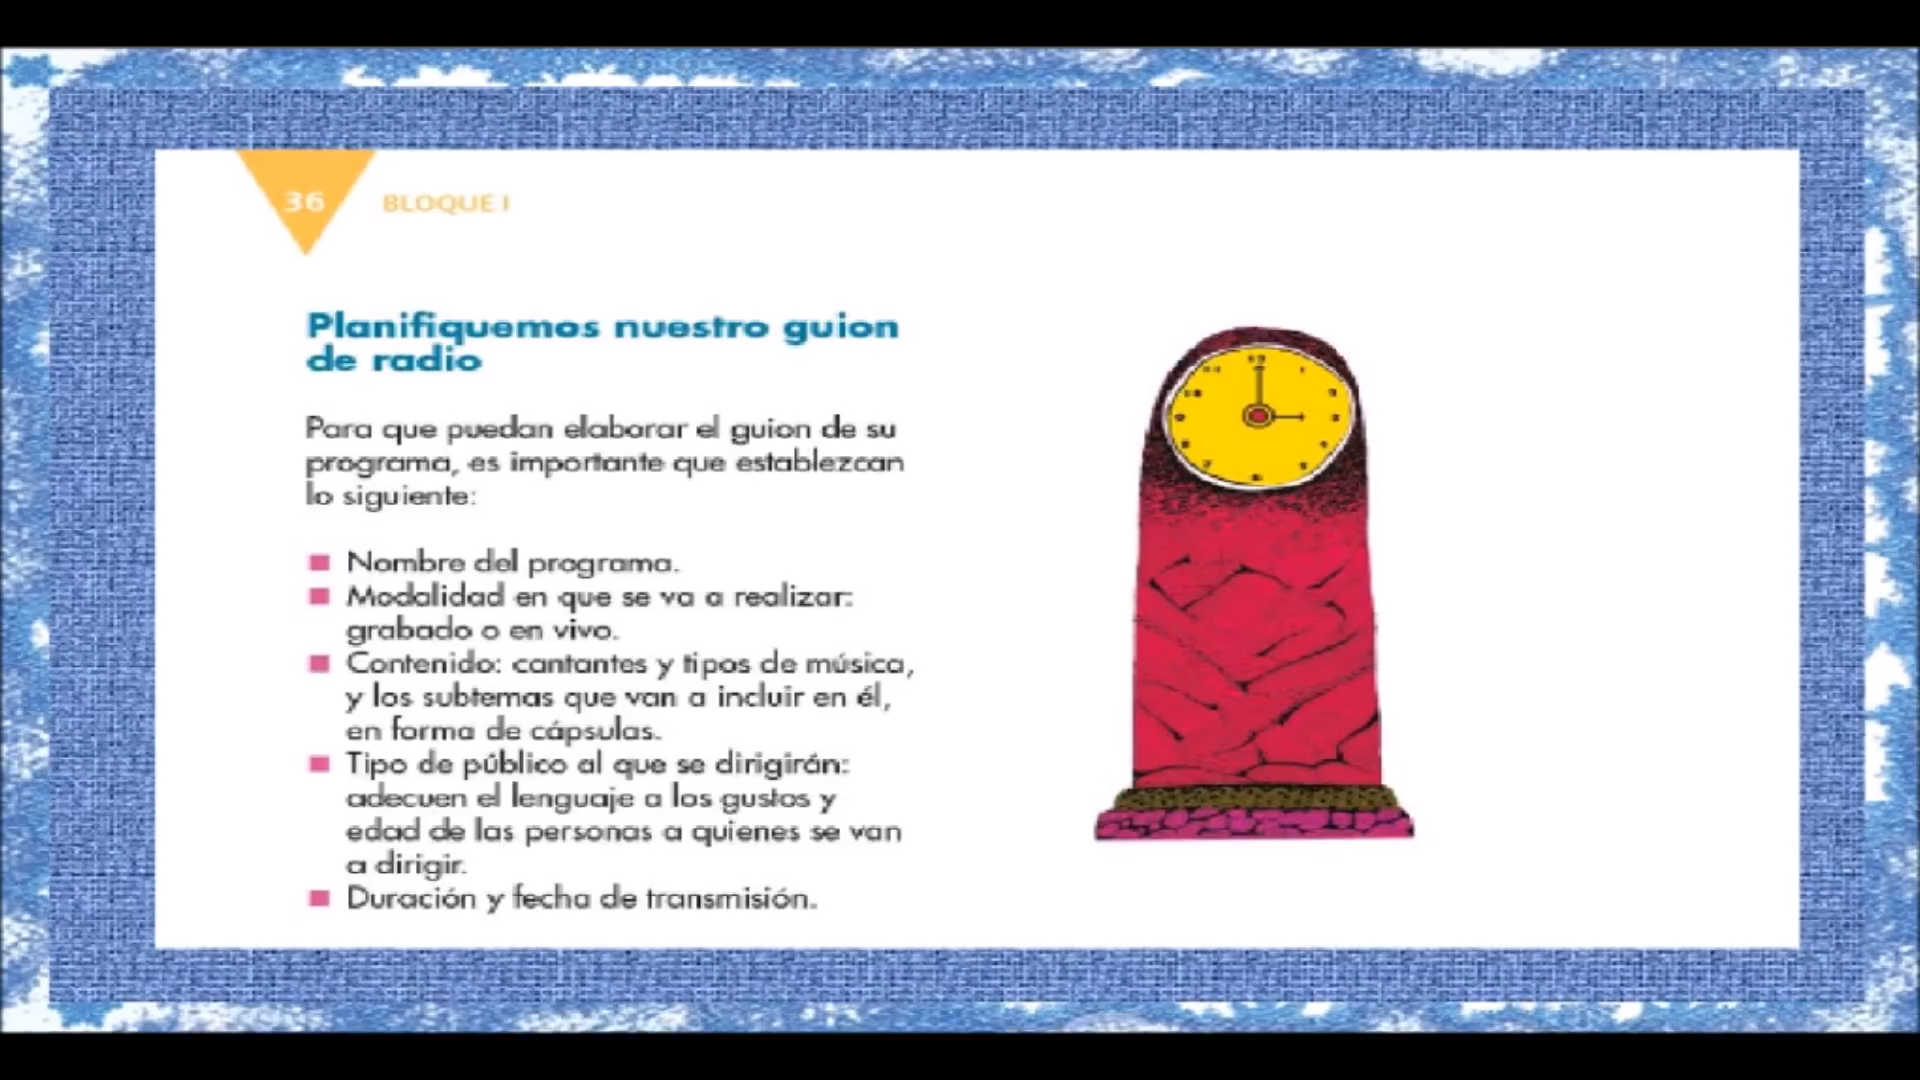 36
BLOQUE I
Planifiquemos nuestro guion
de radio
Para que puedan elaborar el guion de su
programa, es importante que establezcan
lo siguiente:
Nombre del programa.
Modalidad en que se va a realizar:
grabado o en vivo.
Contenido: cantantes y tipos de música,
y los subtemas que van a incluir en él,
en forma de cápsulas.
Tipo de público al que se dirigirán:
adecuen el lenguaje a los gustos y
edad de las personas a quienes se van
a dirigir.
Duración y fecha de transmisión.